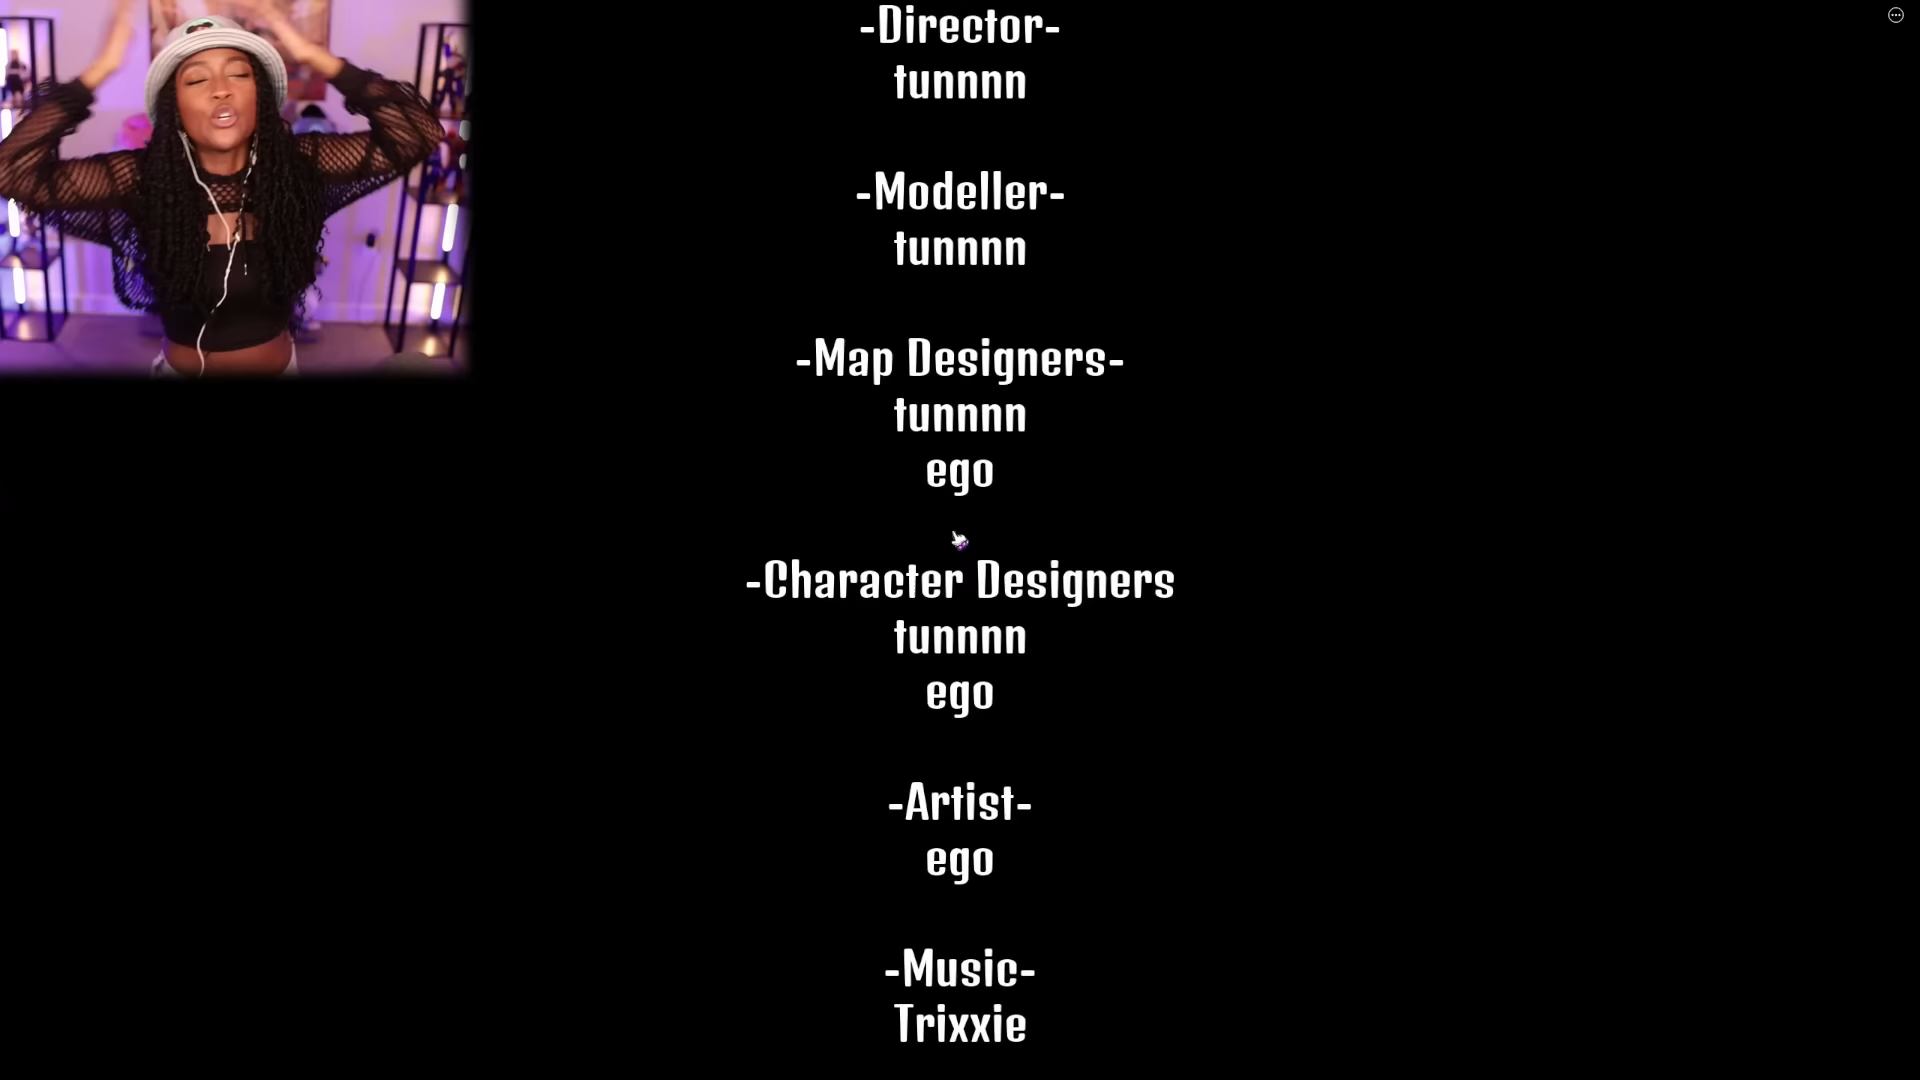 -Director-
tunnnn
-Modeller-
tunnnn
-Map Designers-
tunnnn
ego
-Character Designers
tunnnn
ego
-Artist-
ego
-Music-
Trixxie